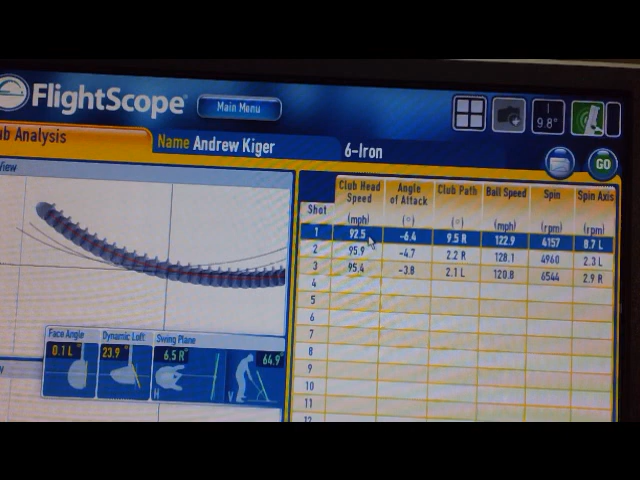 FlightScope
Main Menu
9.8"
ub Analysis
Name Andrew Kiger
6-Iron
GO
View
Shot Club Head Speed (mph) Angle of Attack (°) Club Path (°) Ball Speed (mph) Spin (rpm) Spin Axis (rpm)
1 92.5 -6.4 9.5 R 122.9 4157 8.7 L
2 95.9 -4.7 2.2 R 128.1 4960 2.3 L
3 95.4 -3.8 2.1 L 120.8 6544 2.9 R
4
5
6
7
8
9
10
11
12
Face Angle Dynamic Loft Swing Plane
0.1 L° 23.9° 6.5 R° 64.9°
H V